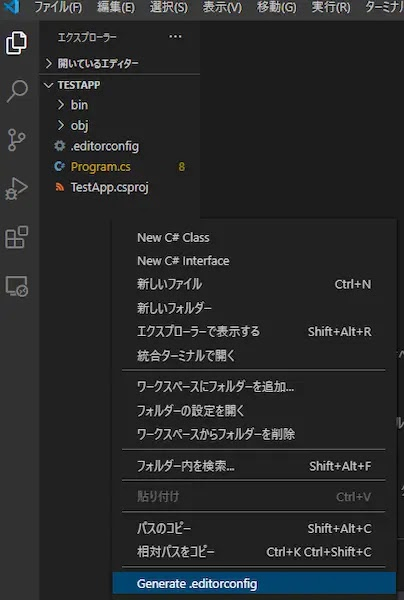 ファイル(F) 編集(E) 選択(S) 表示(V) 移動(G) 実行(R) ターミナル
エクスプローラー ...
開いているエディター
TESTAPP
bin
obj
.editorconfig
Program.cs 8
TestApp.csproj
New C# Class
New C# Interface
新しいファイル Ctrl+N
新しいフォルダー
エクスプローラーで表示する Shift+Alt+R
統合ターミナルで開く
ワークスペースにフォルダーを追加...
フォルダーの設定を開く
ワークスペースからフォルダーを削除
フォルダー内を検索... Shift+Alt+F
貼り付け Ctrl+V
パスのコピー Shift+Alt+C
相対パスをコピー Ctrl+K Ctrl+Shift+C
Generate .editorconfig